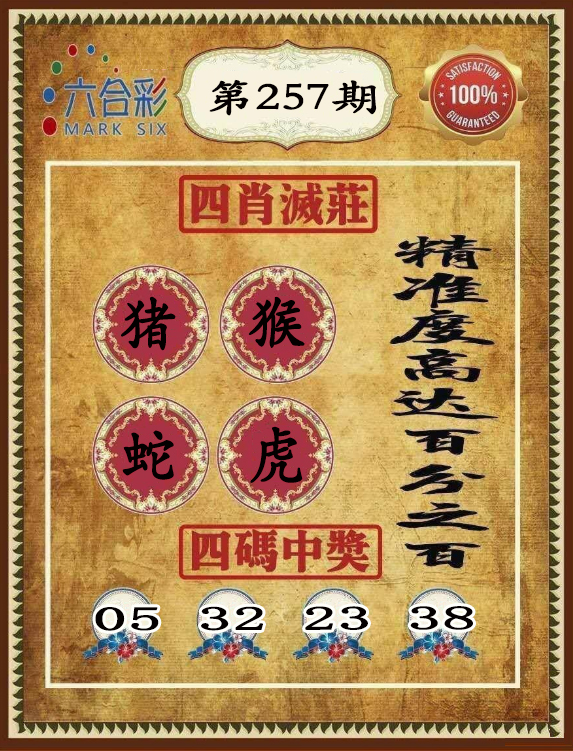 六合彩
MARK SIX
第257期
SATISFACTION
100%
GUARANTEED
四肖滅莊
精准度高达百分之百
猪 猴
蛇 虎
四碼中獎
05 32 23 38